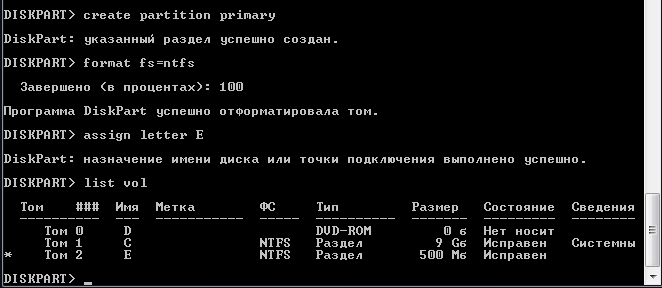 DISKPART> create partition primary
DiskPart: указанный раздел успешно создан.
DISKPART> format fs=ntfs
Завершено (в процентах): 100
Программа DiskPart успешно отформатировала том.
DISKPART> assign letter E
DiskPart: назначение имени диска или точки подключения выполнено успешно.
DISKPART> list vol
Том ### Имя Метка ФС Тип Размер Состояние Сведения
---------- --- ----------- ----- ---------- ------- --------- --------
Том 0 D DVD-ROM 0 б Нет носит
Том 1 C NTFS Раздел 9 Gб Исправен Системны
* Том 2 E NTFS Раздел 500 Mб Исправен
DISKPART> _